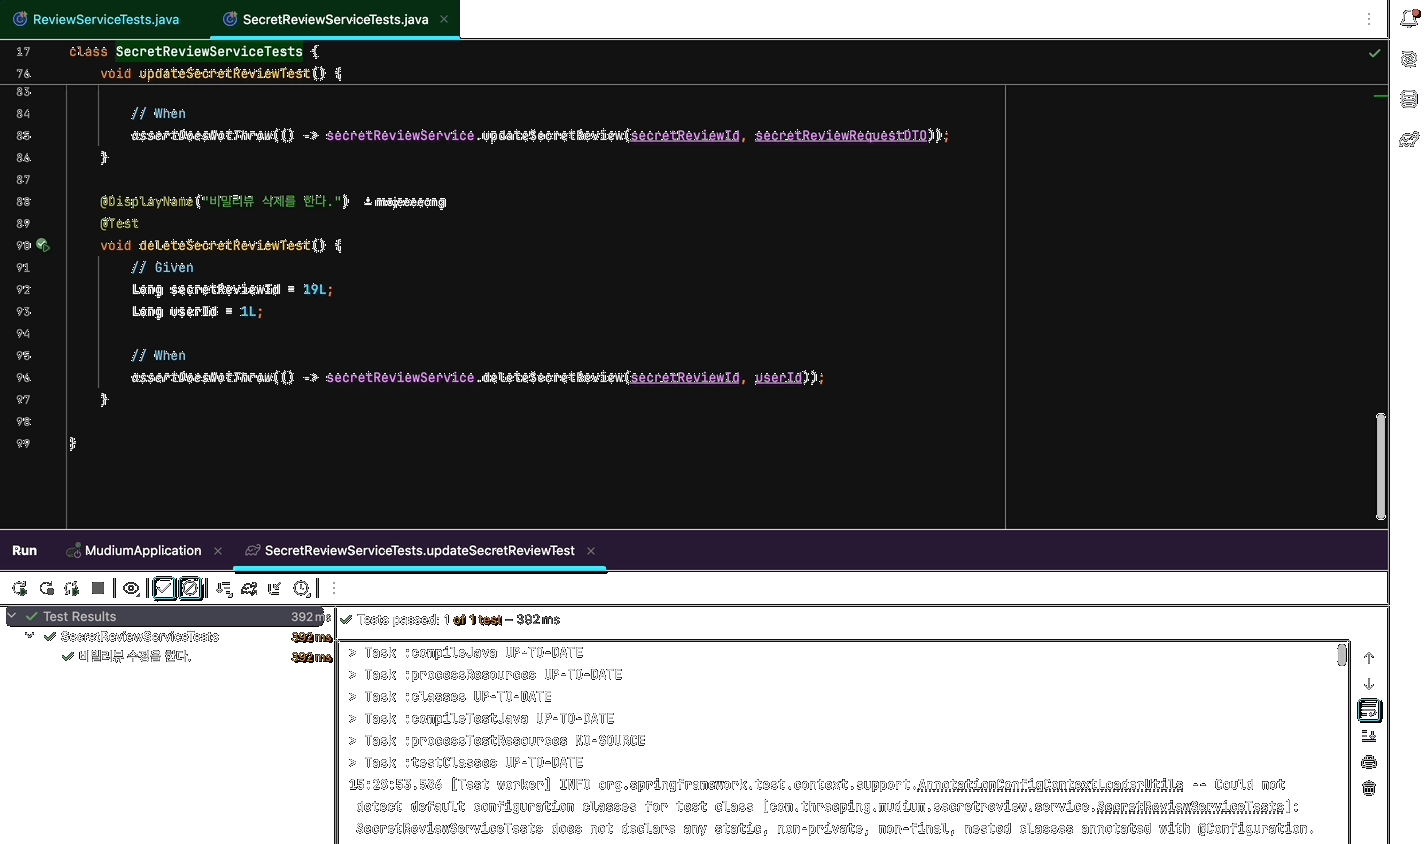 ReviewServiceTests.java SecretReviewServiceTests.java
17 class SecretReviewServiceTests {
76 void updateSecretReviewTest() {
83
84 // When
85 assertDoesNotThrow(() -> secretReviewService.updateSecretReview(secretReviewId, secretReviewRequestDTO));
86 }
87
88 @DisplayName("비밀리뷰 삭제를 한다.")
89 @Test
90 void deleteSecretReviewTest() {
91 // Given
92 Long secretReviewId = 19L;
93 Long userId = 1L;
94
95 // When
96 assertDoesNotThrow(() -> secretReviewService.deleteSecretReview(secretReviewId, userId));
97 }
98
99 }
Run MudiumApplication SecretReviewServiceTests.updateSecretReviewTest
Test Results 392 ms
SecretReviewServiceTests 392 ms
비밀리뷰 수정을 한다. 392 ms
Tests passed: 1 of 1 test – 392 ms
> Task :compileJava UP-TO-DATE
> Task :processResources UP-TO-DATE
> Task :classes UP-TO-DATE
> Task :compileTestJava UP-TO-DATE
> Task :processTestResources NO-SOURCE
> Task :testClasses UP-TO-DATE
[Test worker] INFO org.springframework.test.context.support.AnnotationConfigContextLoaderUtils -- Could not
detect default configuration classes for test class [com.threeping.mudium.secretreview.service.SecretReviewServiceTests]:
SecretReviewServiceTests does not declare any static, non-private, non-final, nested classes annotated with @Configuration.